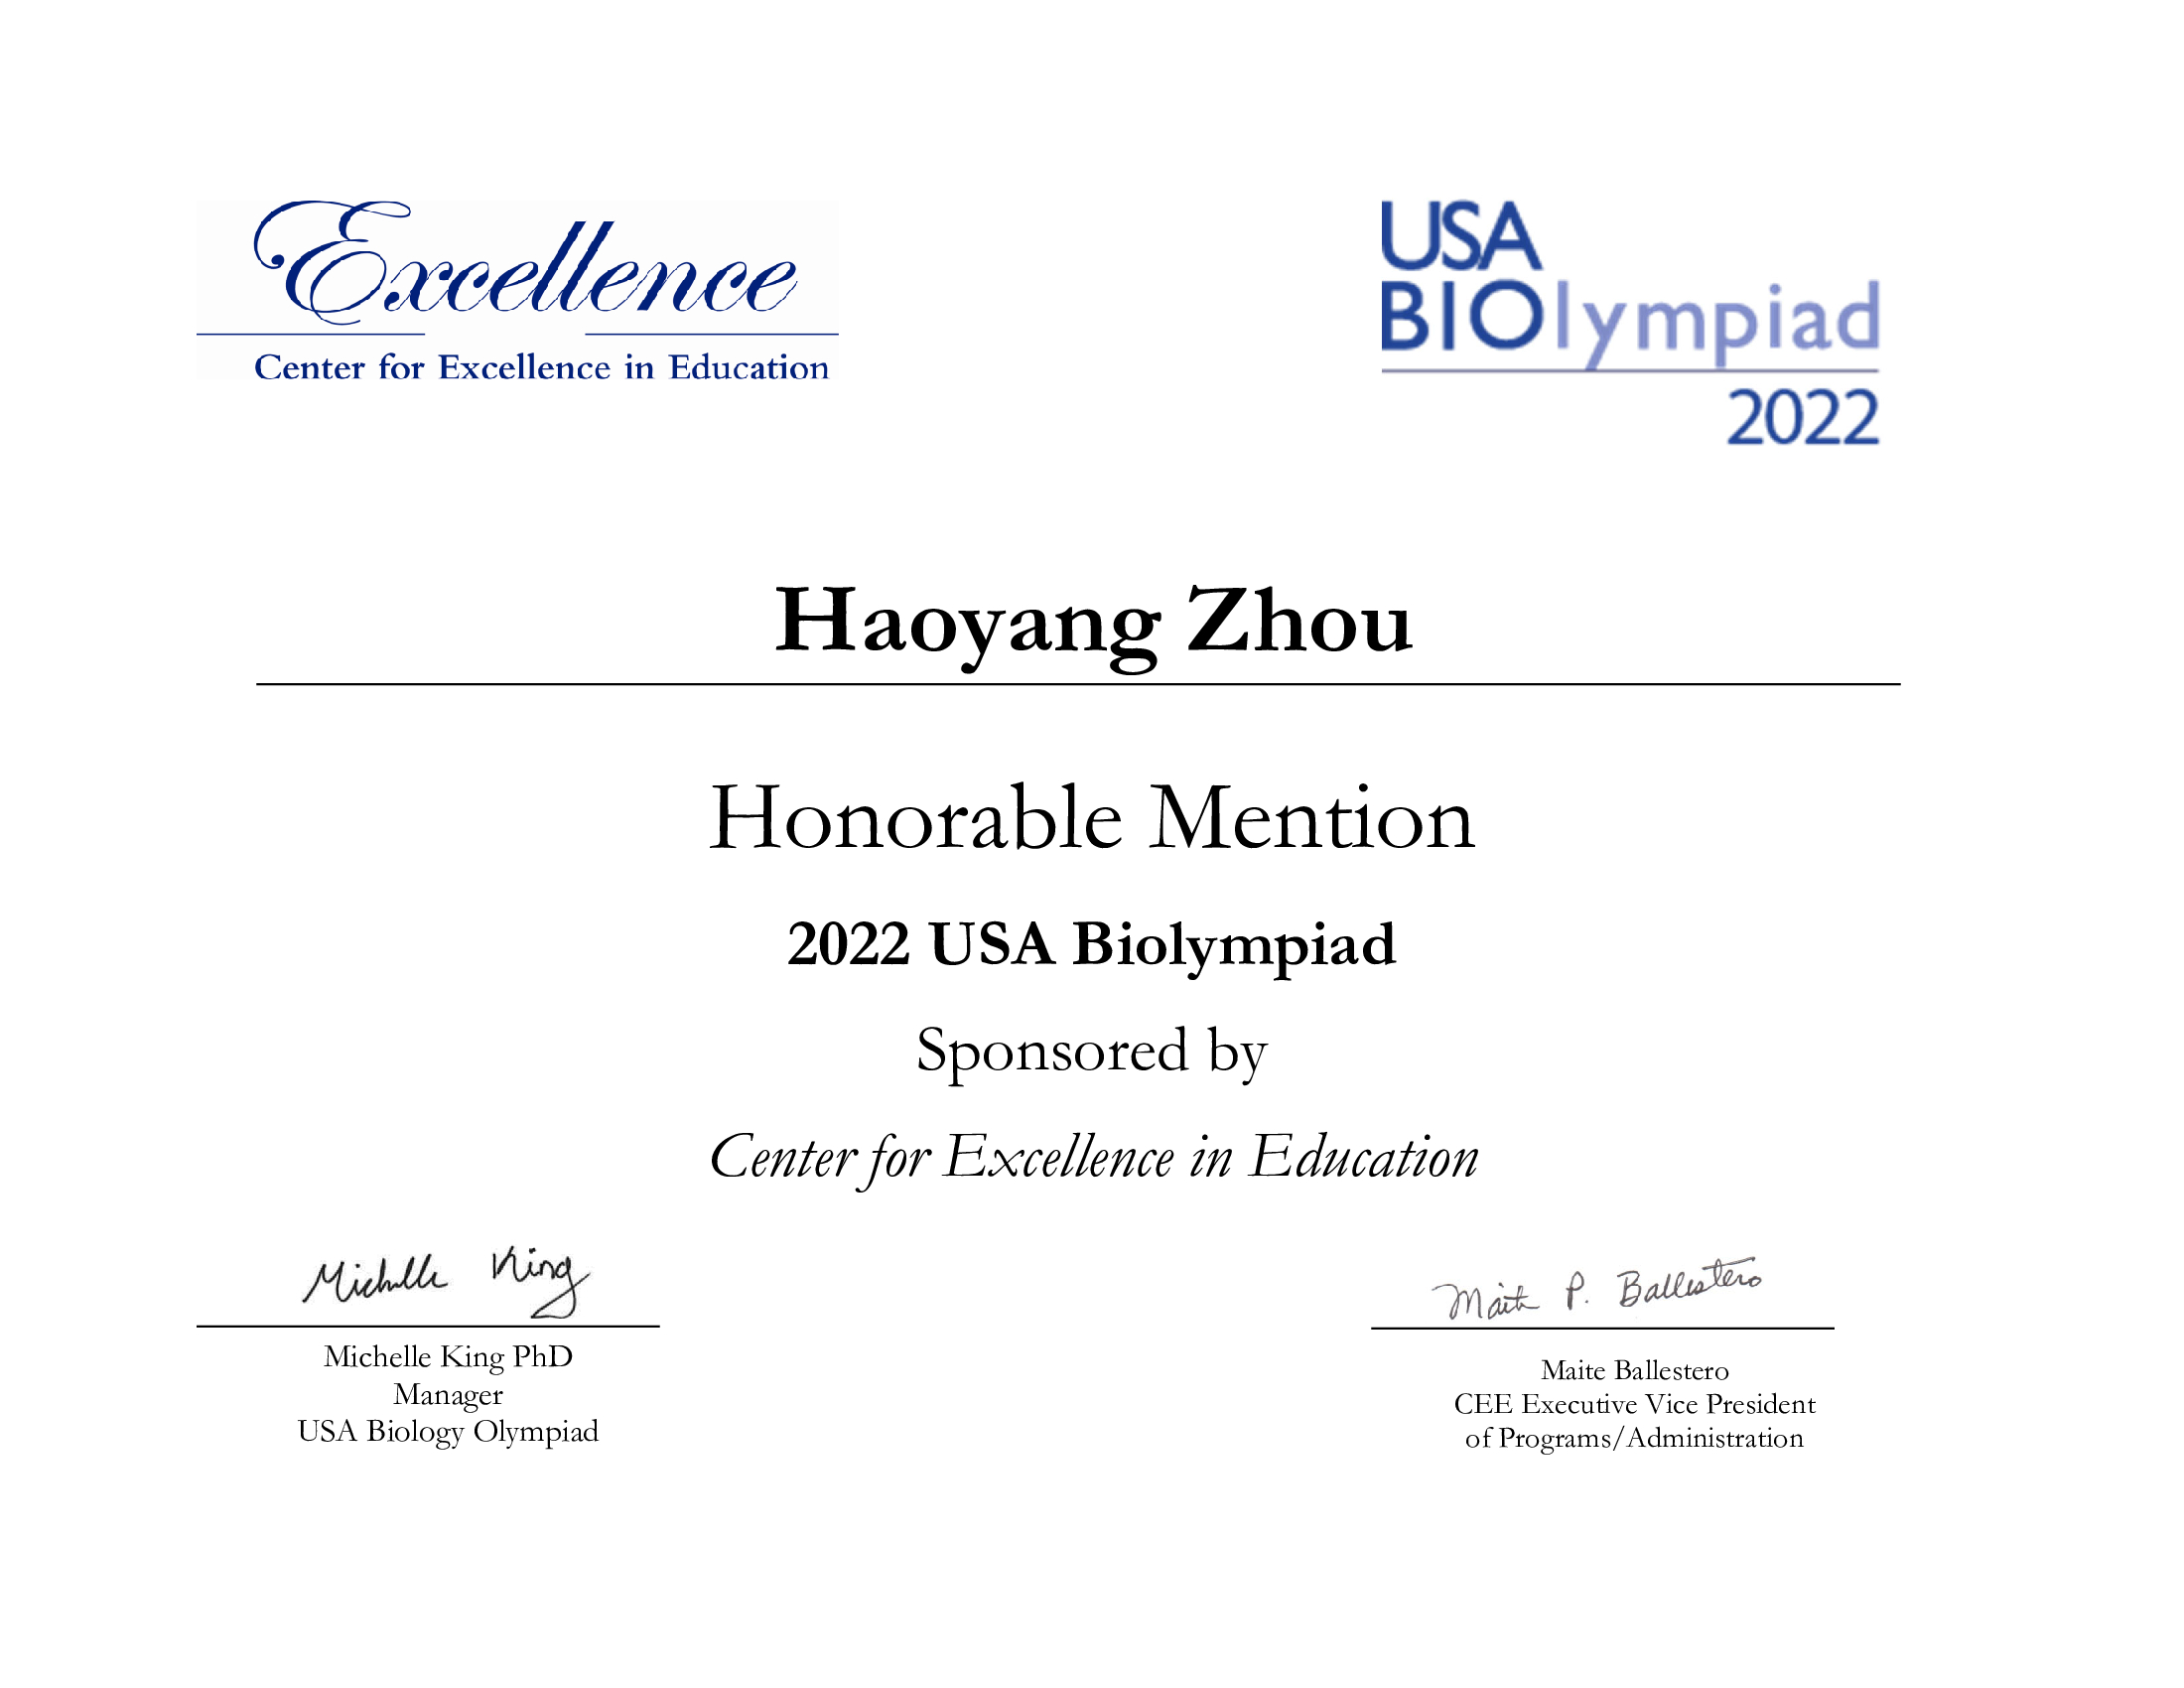 Excellence
Center for Excellence in Education
USA
BIOlympiad
2022
Haoyang Zhou
Honorable Mention
2022 USA Biolympiad
Sponsored by
Center for Excellence in Education
Michelle King
Michelle King PhD
Manager
USA Biology Olympiad
Maite P. Ballestero
Maite Ballestero
CEE Executive Vice President
of Programs/Administration